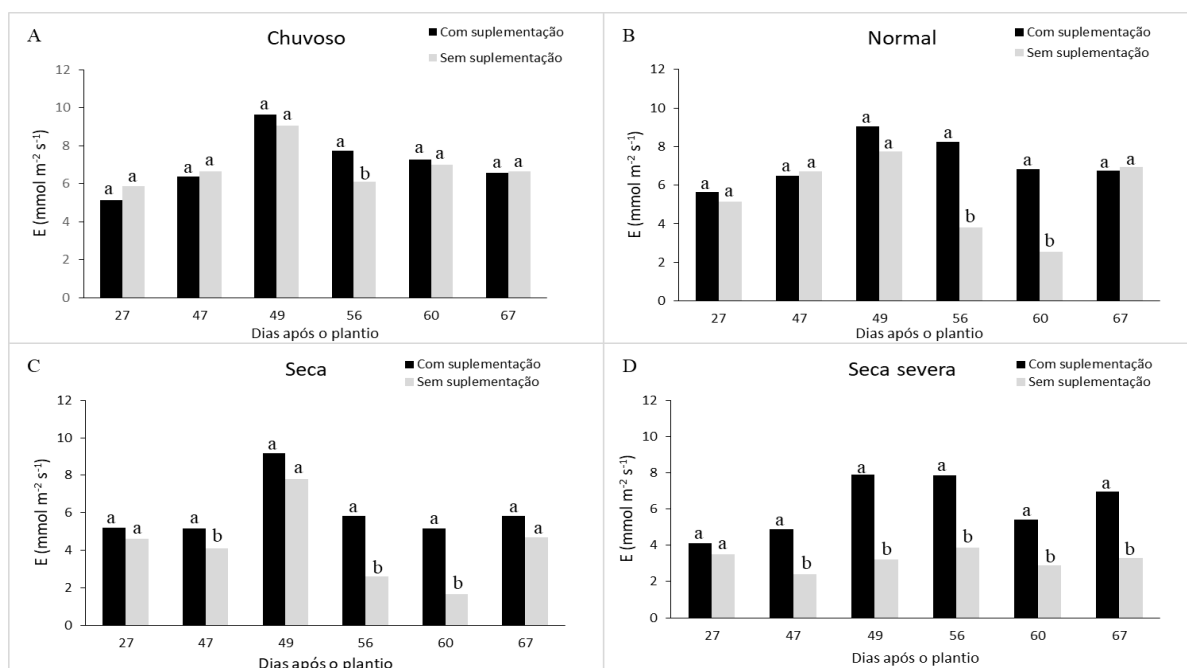 A
Chuvoso
Com suplementação
Sem suplementação
E (mmol m⁻² s⁻¹)
12
10
8
6
4
2
0
a a a a a a a b a a a a
27 47 49 56 60 67
Dias após o plantio
B
Normal
Com suplementação
Sem suplementação
E (mmol m⁻² s⁻¹)
12
10
8
6
4
2
0
a a a a a a a b a b a a
27 47 49 56 60 67
Dias após o plantio
C
Seca
Com suplementação
Sem suplementação
E (mmol m⁻² s⁻¹)
12
10
8
6
4
2
0
a a a b a a a b a b a a
27 47 49 56 60 67
Dias após o plantio
D
Seca severa
Com suplementação
Sem suplementação
E (mmol m⁻² s⁻¹)
12
10
8
6
4
2
0
a a a b a b a b a b a b
27 47 49 56 60 67
Dias após o plantio